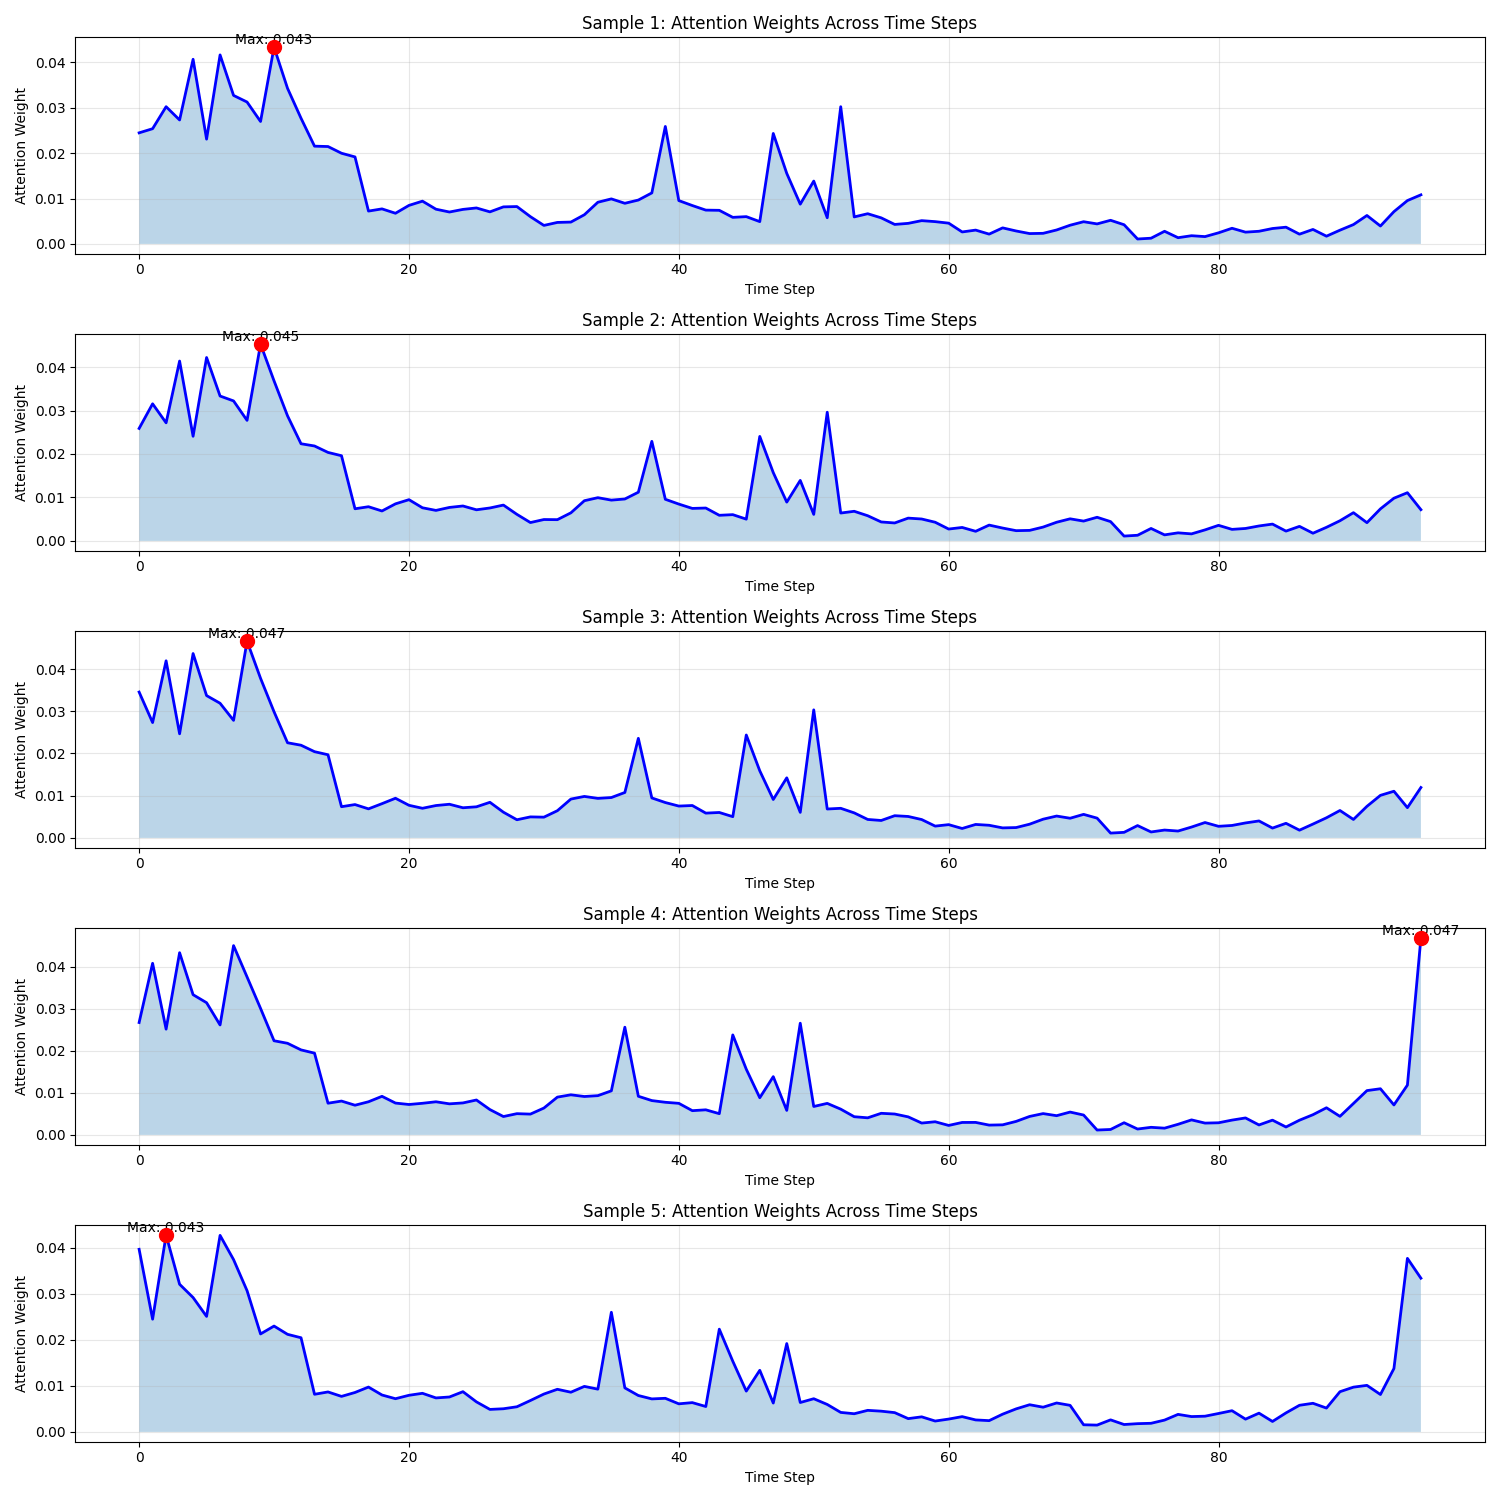 Sample 1: Attention Weights Across Time Steps
Max: 0.043
Attention Weight
0.04
0.03
0.02
0.01
0.00
0 20 40 60 80
Time Step
Sample 2: Attention Weights Across Time Steps
Max: 0.045
Attention Weight
0.04
0.03
0.02
0.01
0.00
0 20 40 60 80
Time Step
Sample 3: Attention Weights Across Time Steps
Max: 0.047
Attention Weight
0.04
0.03
0.02
0.01
0.00
0 20 40 60 80
Time Step
Sample 4: Attention Weights Across Time Steps
Max: 0.047
Attention Weight
0.04
0.03
0.02
0.01
0.00
0 20 40 60 80
Time Step
Sample 5: Attention Weights Across Time Steps
Max: 0.043
Attention Weight
0.04
0.03
0.02
0.01
0.00
0 20 40 60 80
Time Step